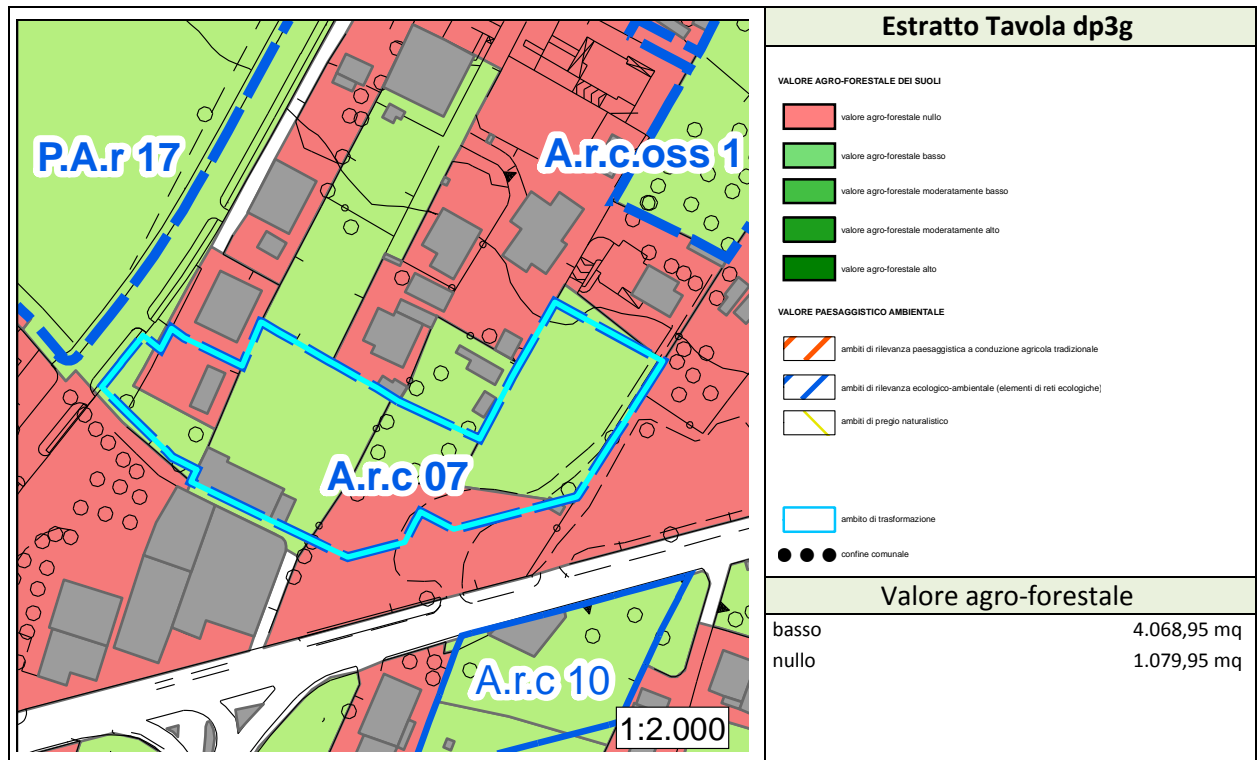 P.A.r 17
A.r.c.oss 1
A.r.c 07
A.r.c 10
1:2.000
Estratto Tavola dp3g
VALORE AGRO-FORESTALE DEI SUOLI
valore agro-forestale nullo
valore agro-forestale basso
valore agro-forestale moderatamente basso
valore agro-forestale moderatamente alto
valore agro-forestale alto
VALORE PAESAGGISTICO AMBIENTALE
ambiti di rilevanza paesaggistica a conduzione agricola tradizionale
ambiti di rilevanza ecologico-ambientale (elementi di reti ecologiche)
ambiti di pregio naturalistico
ambito di trasformazione
confine comunale
Valore agro-forestale
basso 4.068,95 mq
nullo 1.079,95 mq